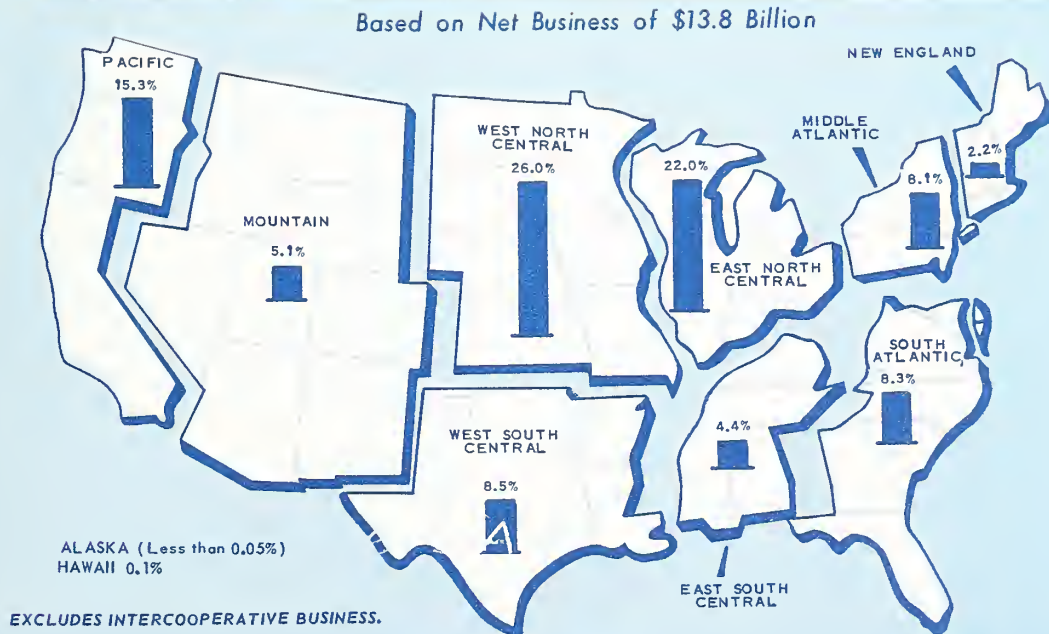 Based on Net Business of $13.8 Billion
PACIFIC
15.3%
MOUNTAIN
5.1%
WEST NORTH
CENTRAL
26.0%
22.0%
EAST NORTH
CENTRAL
MIDDLE
ATLANTIC
8.1%
NEW ENGLAND
2.2%
WEST SOUTH
CENTRAL
8.5%
4.4%
EAST SOUTH
CENTRAL
SOUTH
ATLANTIC
8.3%
ALASKA (Less than 0.05%)
HAWAII 0.1%
EXCLUDES INTERCOOPERATIVE BUSINESS.